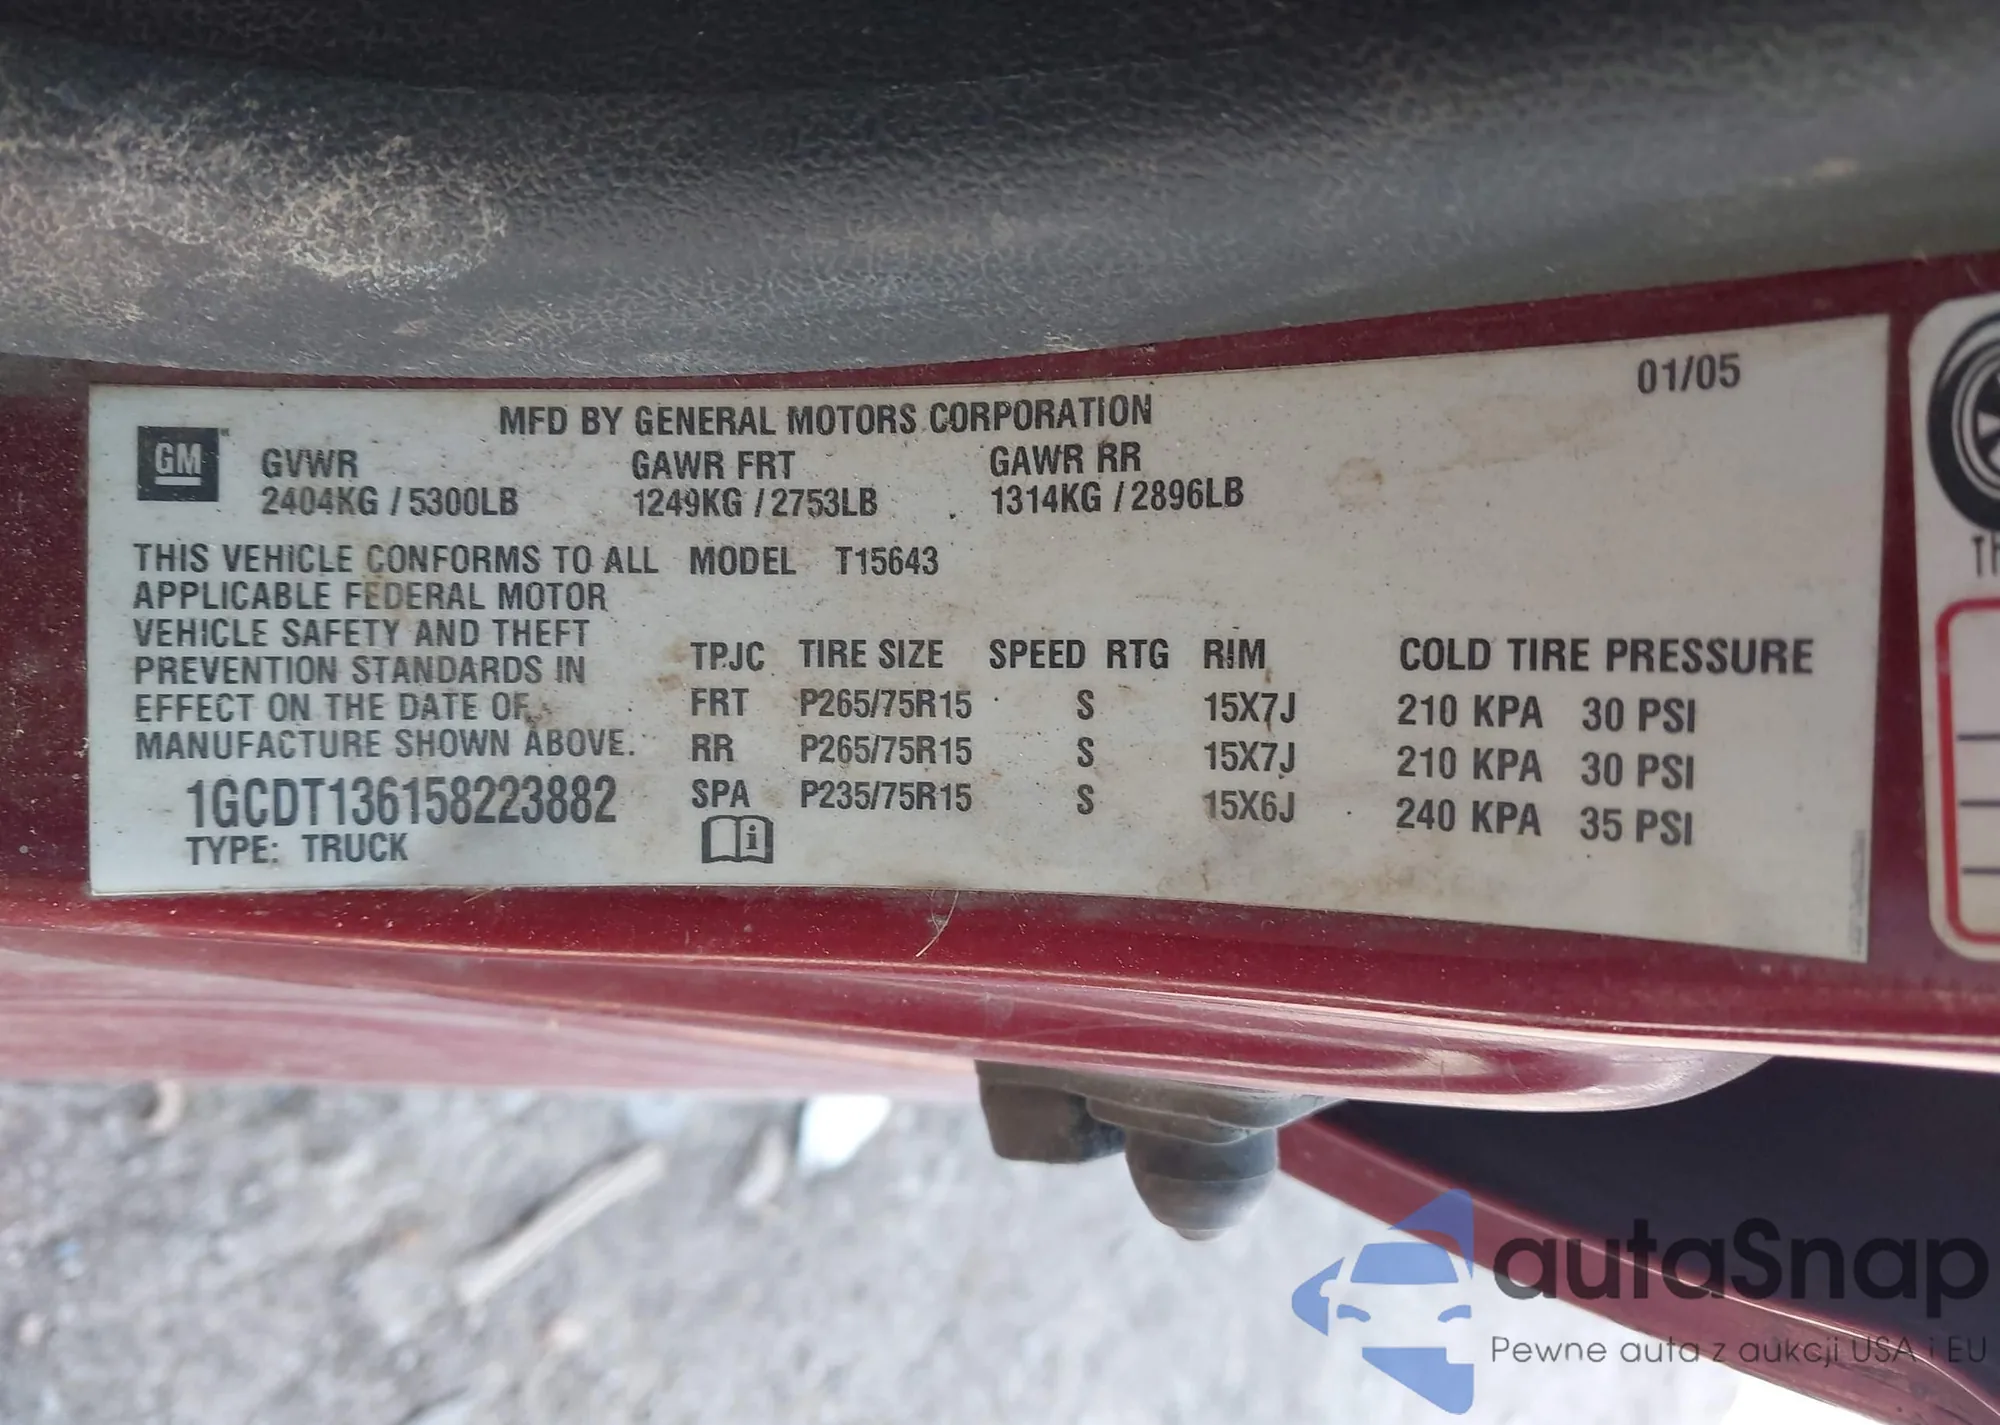 01/05
MFD BY GENERAL MOTORS CORPORATION
GM
GVWR GAWR FRT GAWR RR
2404KG / 5300LB 1249KG / 2753LB 1314KG / 2896LB
THIS VEHICLE CONFORMS TO ALL
APPLICABLE FEDERAL MOTOR
VEHICLE SAFETY AND THEFT
PREVENTION STANDARDS IN
EFFECT ON THE DATE OF
MANUFACTURE SHOWN ABOVE.
1GCDT136158223882
TYPE: TRUCK
MODEL T15643
TPJC TIRE SIZE SPEED RTG RIM COLD TIRE PRESSURE
FRT P265/75R15 S 15X7J 210 KPA 30 PSI
RR P265/75R15 S 15X7J 210 KPA 30 PSI
SPA P235/75R15 S 15X6J 240 KPA 35 PSI
i
autaSnap
Pewne auta z aukcji USA i EU